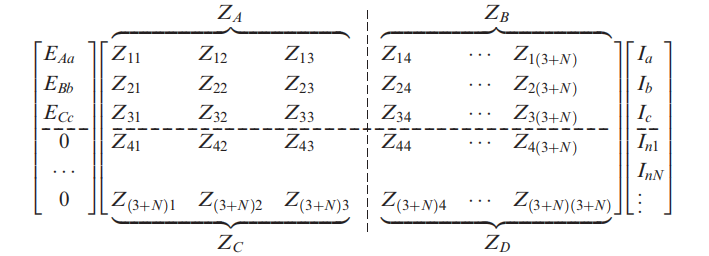 Z_A Z_B
E_{Aa} Z_{11} Z_{12} Z_{13} Z_{14} ⋯ Z_{1(3+N)} I_a
E_{Bb} Z_{21} Z_{22} Z_{23} Z_{24} ⋯ Z_{2(3+N)} I_b
E_{Cc} Z_{31} Z_{32} Z_{33} Z_{34} ⋯ Z_{3(3+N)} I_c
0 Z_{41} Z_{42} Z_{43} Z_{44} ⋯ Z_{4(3+N)} I_{n1}
⋯ I_{nN}
0 Z_{(3+N)1} Z_{(3+N)2} Z_{(3+N)3} Z_{(3+N)4} ⋯ Z_{(3+N)(3+N)} ⋮
Z_C Z_D